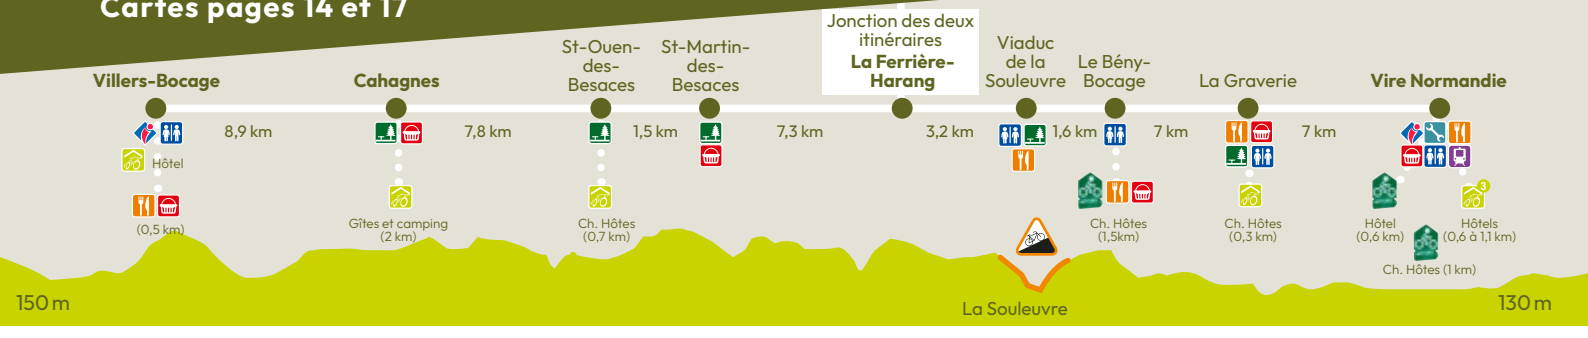 Cartes pages 14 et 17
Jonction des deux
itinéraires
La Ferrière-
Harang
Villers-Bocage
Cahagnes
St-Ouen-
des-
Besaces
St-Martin-
des-
Besaces
Viaduc
de la
Souleuvre
Le Bény-
Bocage
La Graverie
Vire Normandie
8,9 km
7,8 km
1,5 km
7,3 km
3,2 km
1,6 km
7 km
7 km
Hôtel
(0,5 km)
Gîtes et camping
(2 km)
Ch. Hôtes
(0,7 km)
Ch. Hôtes
(1,5km)
Ch. Hôtes
(0,3 km)
Hôtel
(0,6 km)
3
Hôtels
(0,6 à 1,1 km)
Ch. Hôtes (1 km)
150 m
La Souleuvre
130 m